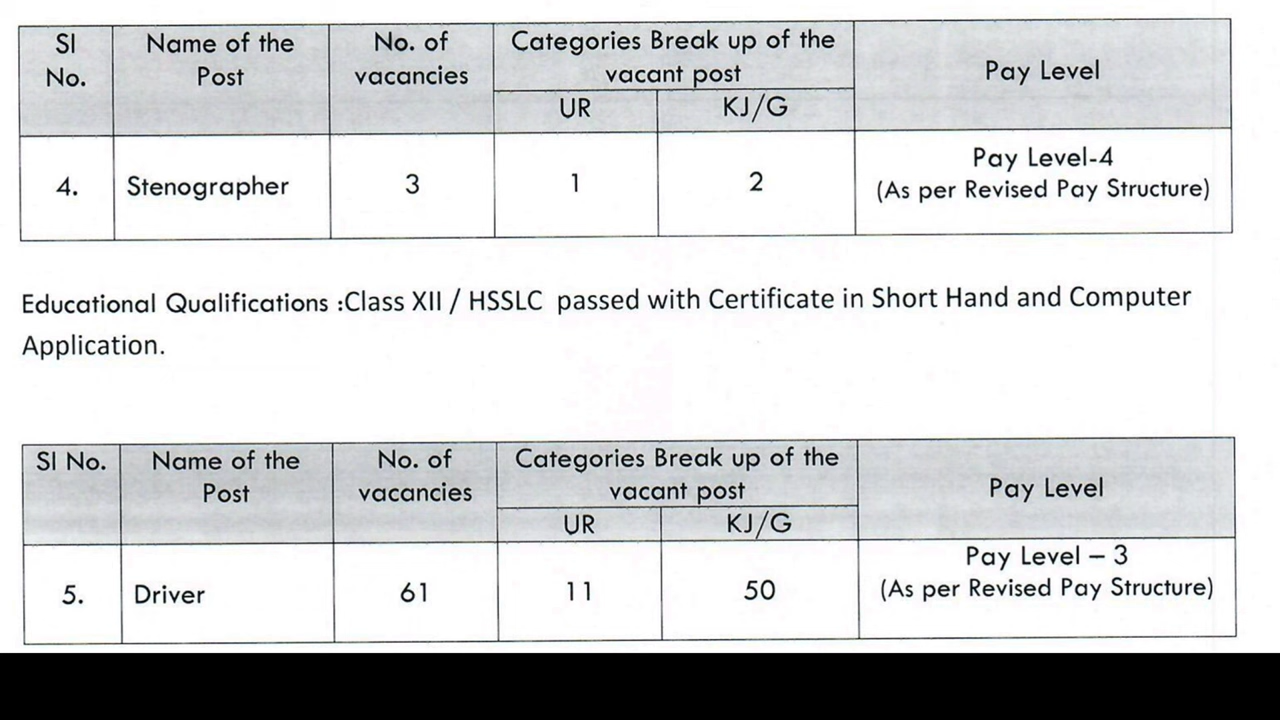 Sl No. | Name of the Post | No. of vacancies | Categories Break up of the vacant post | Pay Level
UR | KJ/G
4. | Stenographer | 3 | 1 | 2 | Pay Level-4 (As per Revised Pay Structure)
Educational Qualifications :Class XII / HSSLC passed with Certificate in Short Hand and Computer
Application.
Sl No. | Name of the Post | No. of vacancies | Categories Break up of the vacant post | Pay Level
UR | KJ/G
5. | Driver | 61 | 11 | 50 | Pay Level – 3 (As per Revised Pay Structure)